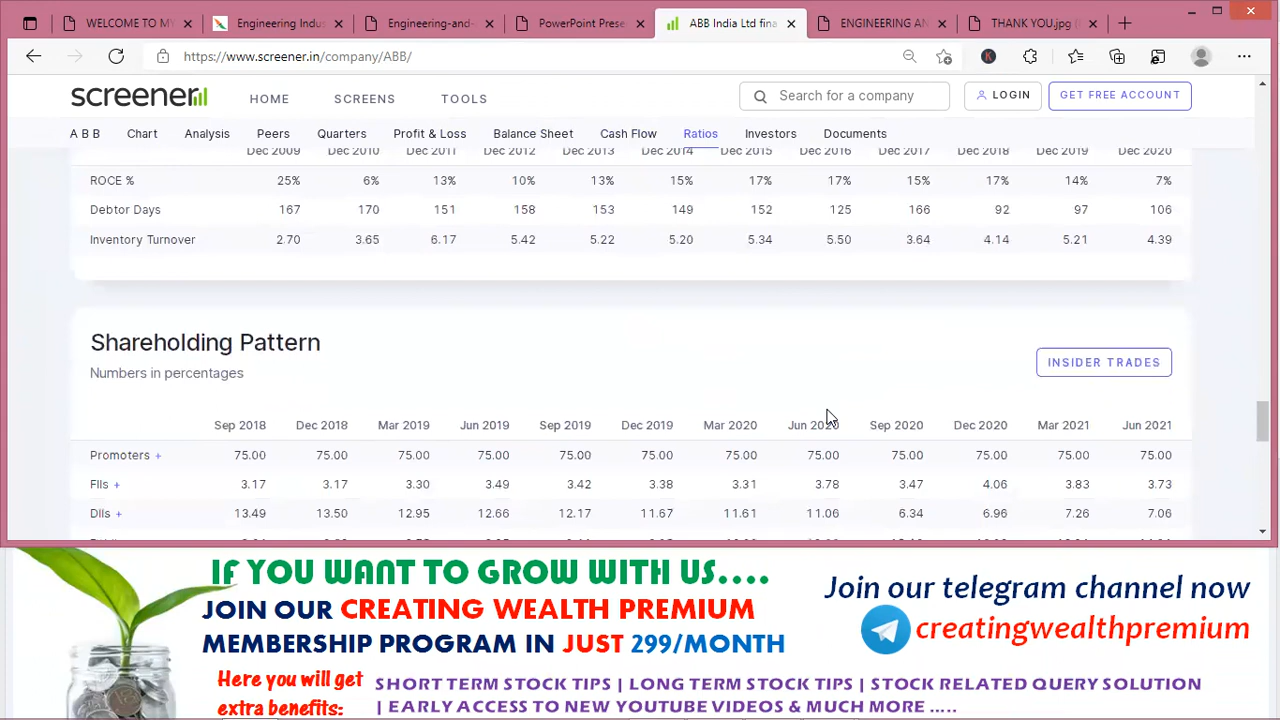 WELCOME TO MY
Engineering Indus
Engineering-and-
PowerPoint Prese
ABB India Ltd fina
ENGINEERING AN
THANK YOU.jpg (
https://www.screener.in/company/ABB/
screener
HOME
SCREENS
TOOLS
Search for a company
LOGIN
GET FREE ACCOUNT
A B B Chart Analysis Peers Quarters Profit & Loss Balance Sheet Cash Flow Ratios Investors Documents
Dec 2009 Dec 2010 Dec 2011 Dec 2012 Dec 2013 Dec 2014 Dec 2015 Dec 2016 Dec 2017 Dec 2018 Dec 2019 Dec 2020
ROCE % 25% 6% 13% 10% 13% 15% 17% 17% 15% 17% 14% 7%
Debtor Days 167 170 151 158 153 149 152 125 166 92 97 106
Inventory Turnover 2.70 3.65 6.17 5.42 5.22 5.20 5.34 5.50 3.64 4.14 5.21 4.39
Shareholding Pattern
Numbers in percentages
INSIDER TRADES
Sep 2018 Dec 2018 Mar 2019 Jun 2019 Sep 2019 Dec 2019 Mar 2020 Jun 2020 Sep 2020 Dec 2020 Mar 2021 Jun 2021
Promoters + 75.00 75.00 75.00 75.00 75.00 75.00 75.00 75.00 75.00 75.00 75.00 75.00
FIIs + 3.17 3.17 3.30 3.49 3.42 3.38 3.31 3.78 3.47 4.06 3.83 3.73
DIIs + 13.49 13.50 12.95 12.66 12.17 11.67 11.61 11.06 6.34 6.96 7.26 7.06
IF YOU WANT TO GROW WITH US....
JOIN OUR CREATING WEALTH PREMIUM
MEMBERSHIP PROGRAM IN JUST 299/MONTH
Join our telegram channel now
creatingwealthpremium
Here you will get
extra benefits:
SHORT TERM STOCK TIPS | LONG TERM STOCK TIPS | STOCK RELATED QUERY SOLUTION
| EARLY ACCESS TO NEW YOUTUBE VIDEOS & MUCH MORE .....